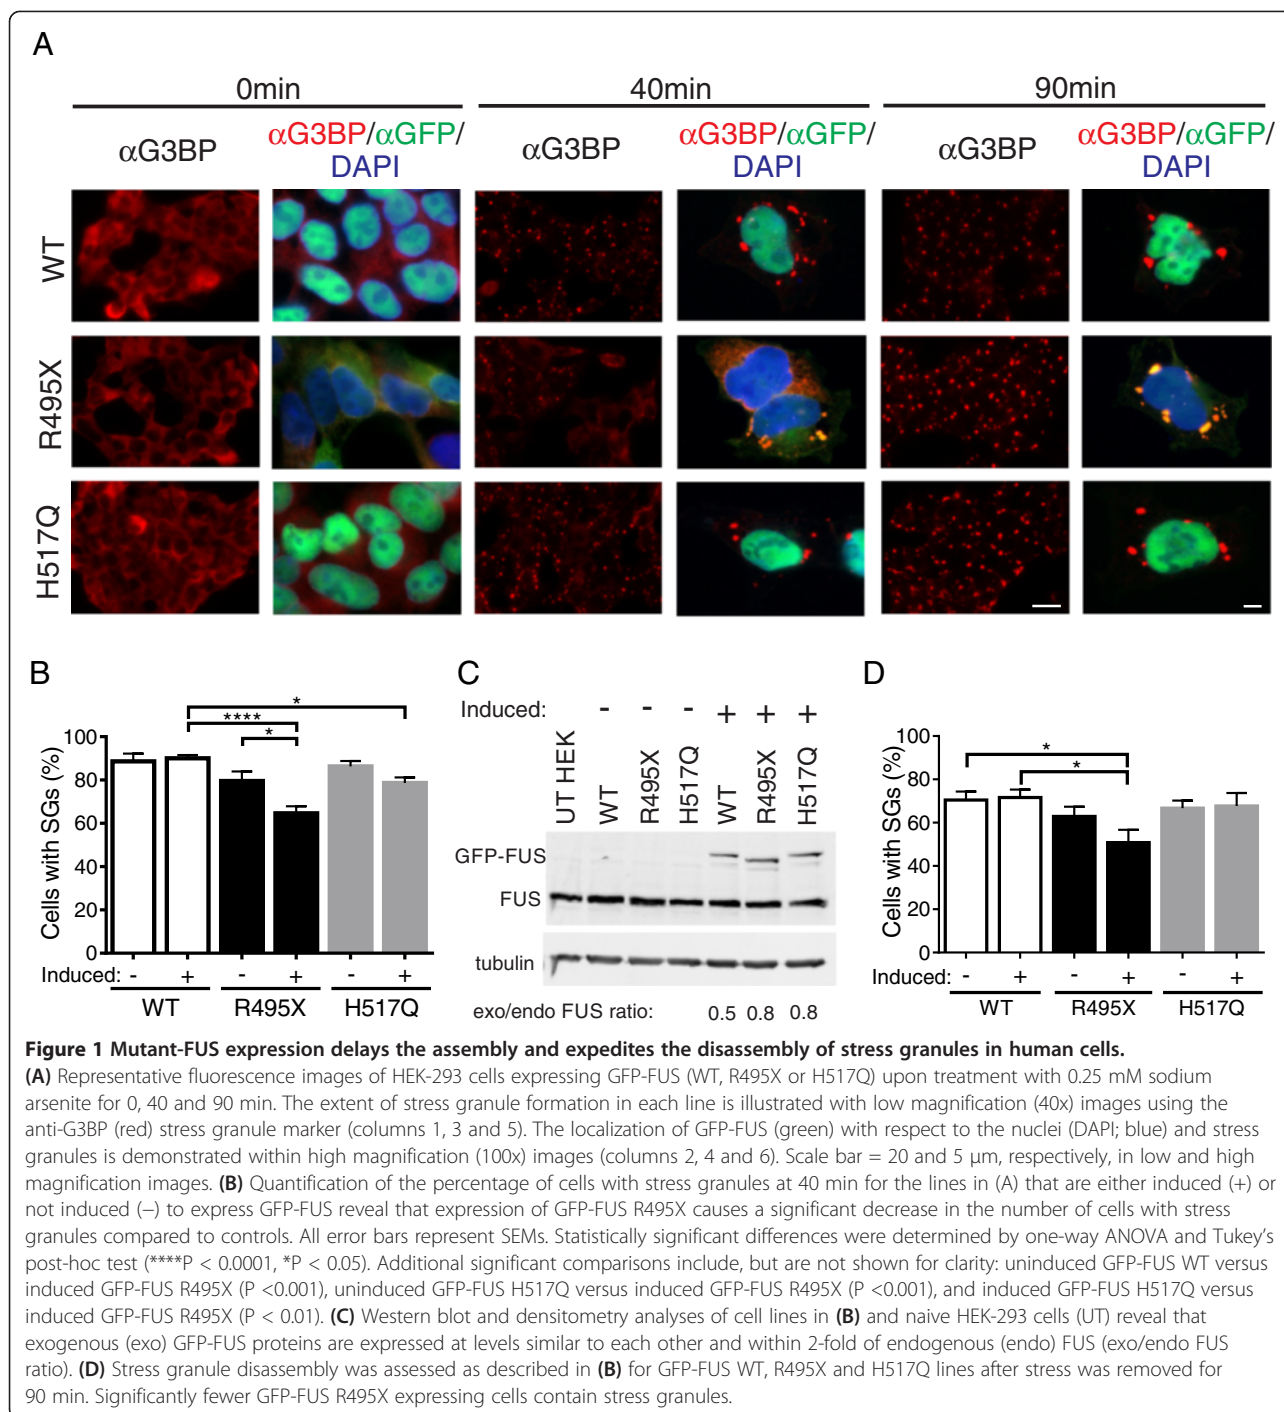 A
0min 40min 90min
αG3BP αG3BP/αGFP/ DAPI αG3BP αG3BP/αGFP/ DAPI αG3BP αG3BP/αGFP/ DAPI
WT
R495X
H517Q
B
**** * *
Cells with SGs (%)
100
80
60
40
20
0
Induced: - + - + - +
WT R495X H517Q
C
Induced: - - - + + +
UT HEK WT R495X H517Q WT R495X H517Q
GFP-FUS
FUS
tubulin
exo/endo FUS ratio: 0.5 0.8 0.8
D
* *
Cells with SGs (%)
100
80
60
40
20
0
Induced: - + - + - +
WT R495X H517Q
Figure 1 Mutant-FUS expression delays the assembly and expedites the disassembly of stress granules in human cells.
(A) Representative fluorescence images of HEK-293 cells expressing GFP-FUS (WT, R495X or H517Q) upon treatment with 0.25 mM sodium
arsenite for 0, 40 and 90 min. The extent of stress granule formation in each line is illustrated with low magnification (40x) images using the
anti-G3BP (red) stress granule marker (columns 1, 3 and 5). The localization of GFP-FUS (green) with respect to the nuclei (DAPI; blue) and stress
granules is demonstrated within high magnification (100x) images (columns 2, 4 and 6). Scale bar = 20 and 5 μm, respectively, in low and high
magnification images. (B) Quantification of the percentage of cells with stress granules at 40 min for the lines in (A) that are either induced (+) or
not induced (−) to express GFP-FUS reveal that expression of GFP-FUS R495X causes a significant decrease in the number of cells with stress
granules compared to controls. All error bars represent SEMs. Statistically significant differences were determined by one-way ANOVA and Tukey's
post-hoc test (****P < 0.0001, *P < 0.05). Additional significant comparisons include, but are not shown for clarity: uninduced GFP-FUS WT versus
induced GFP-FUS R495X (P <0.001), uninduced GFP-FUS H517Q versus induced GFP-FUS R495X (P <0.001), and induced GFP-FUS H517Q versus
induced GFP-FUS R495X (P < 0.01). (C) Western blot and densitometry analyses of cell lines in (B) and naive HEK-293 cells (UT) reveal that
exogenous (exo) GFP-FUS proteins are expressed at levels similar to each other and within 2-fold of endogenous (endo) FUS (exo/endo FUS
ratio). (D) Stress granule disassembly was assessed as described in (B) for GFP-FUS WT, R495X and H517Q lines after stress was removed for
90 min. Significantly fewer GFP-FUS R495X expressing cells contain stress granules.